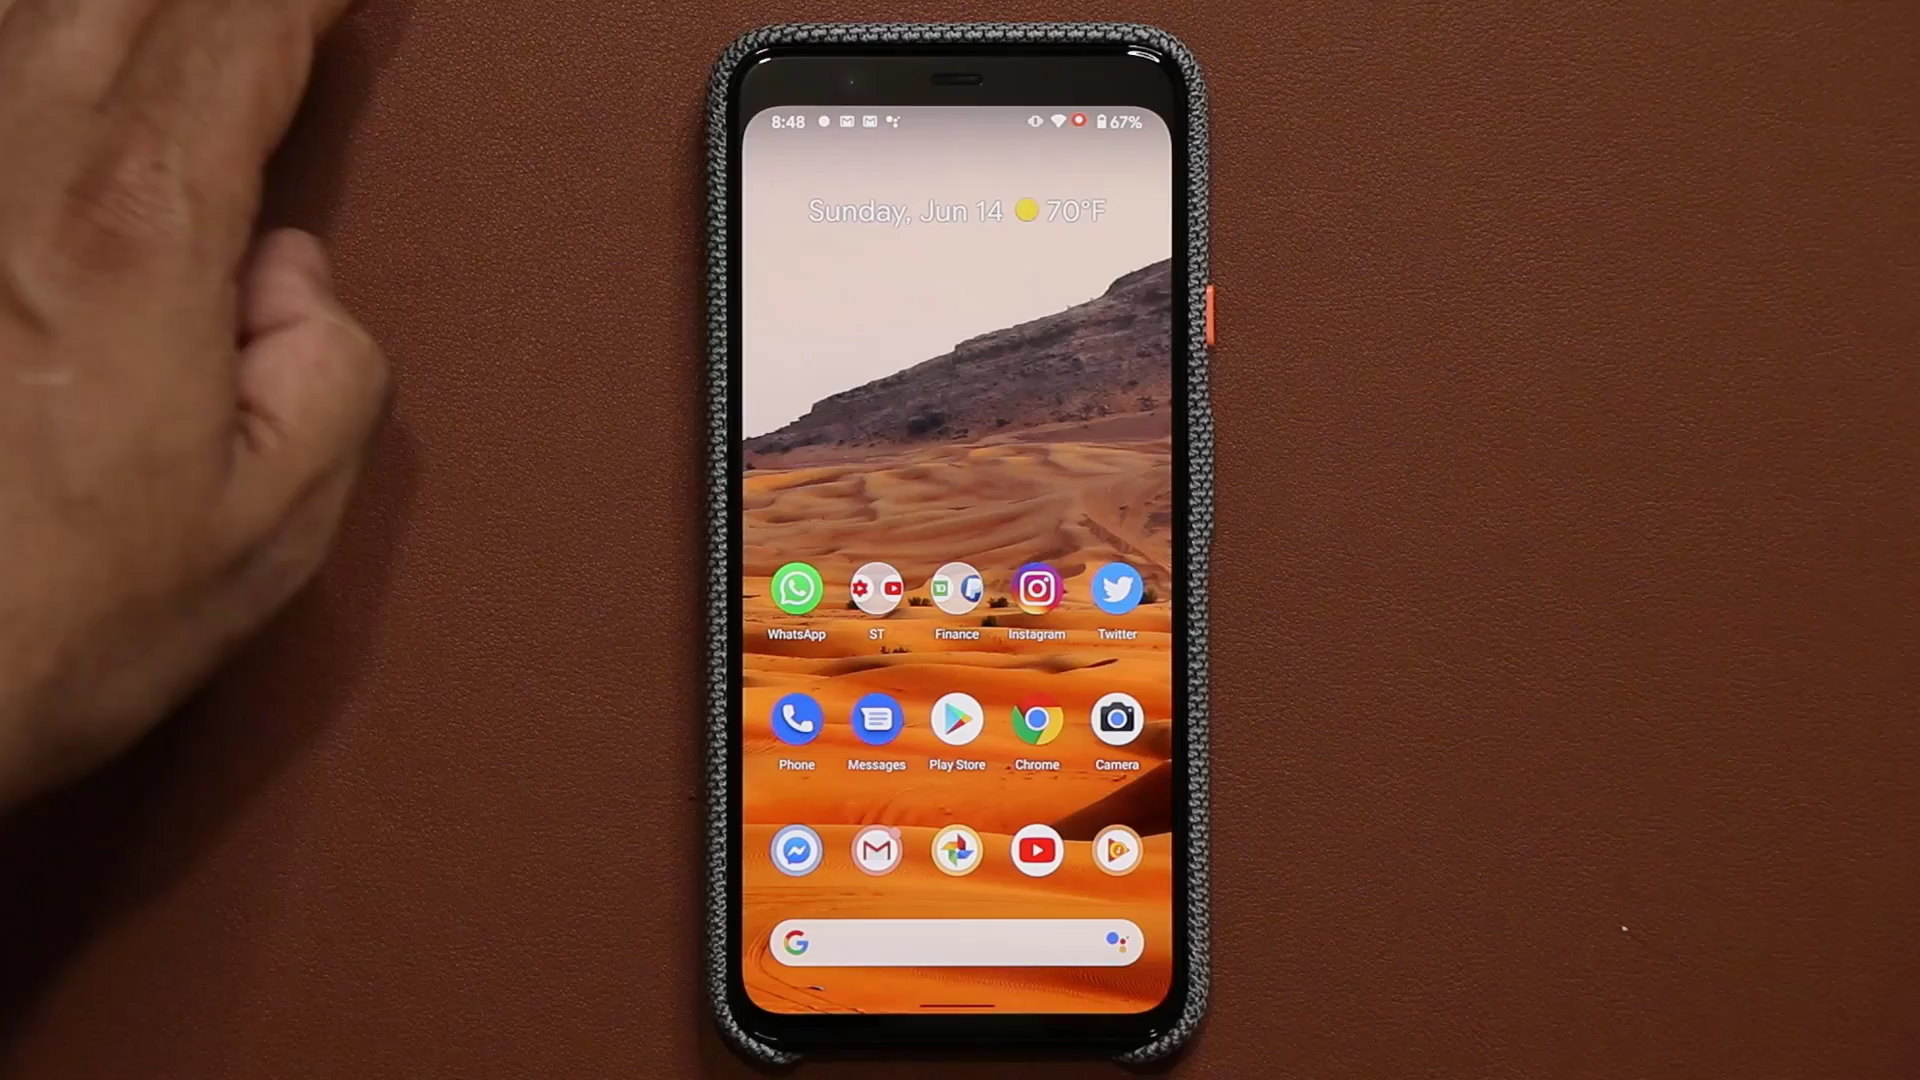 8:48 67%
Sunday, Jun 14 70°F
WhatsApp ST Finance Instagram Twitter
Phone Messages Play Store Chrome Camera